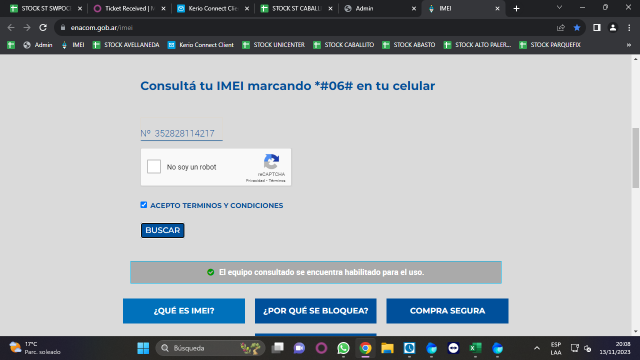 STOCK ST SWPOC
Ticket Received | N
Kerio Connect Client
STOCK ST CABALL
Admin
IMEI
enacom.gob.ar/imei
Admin
IMEI
STOCK AVELLANEDA
Kerio Connect Client
STOCK UNICENTER
STOCK CABALLITO
STOCK ABASTO
STOCK ALTO PALER...
STOCK PARQUEFIX
Consultá tu IMEI marcando *#06# en tu celular
Nº 352828114217
No soy un robot
reCAPTCHA
Privacidad - Términos
ACEPTO TERMINOS Y CONDICIONES
BUSCAR
El equipo consultado se encuentra habilitado para el uso.
¿QUÉ ES IMEI?
¿POR QUÉ SE BLOQUEA?
COMPRA SEGURA
17°C
Parc. soleado
Búsqueda
ESP
LAA
20:08
13/11/2023